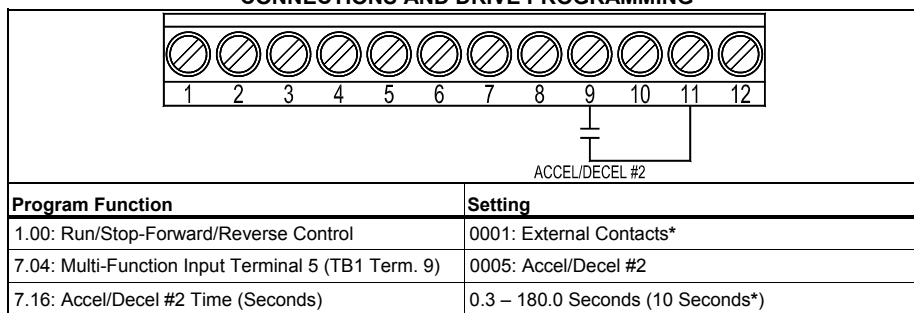 CONNECTIONS AND DRIVE PROGRAMMING
1 2 3 4 5 6 7 8 9 10 11 12
ACCEL/DECEL #2
Program Function Setting
1.00: Run/Stop-Forward/Reverse Control 0001: External Contacts*
7.04: Multi-Function Input Terminal 5 (TB1 Term. 9) 0005: Accel/Decel #2
7.16: Accel/Decel #2 Time (Seconds) 0.3 – 180.0 Seconds (10 Seconds*)